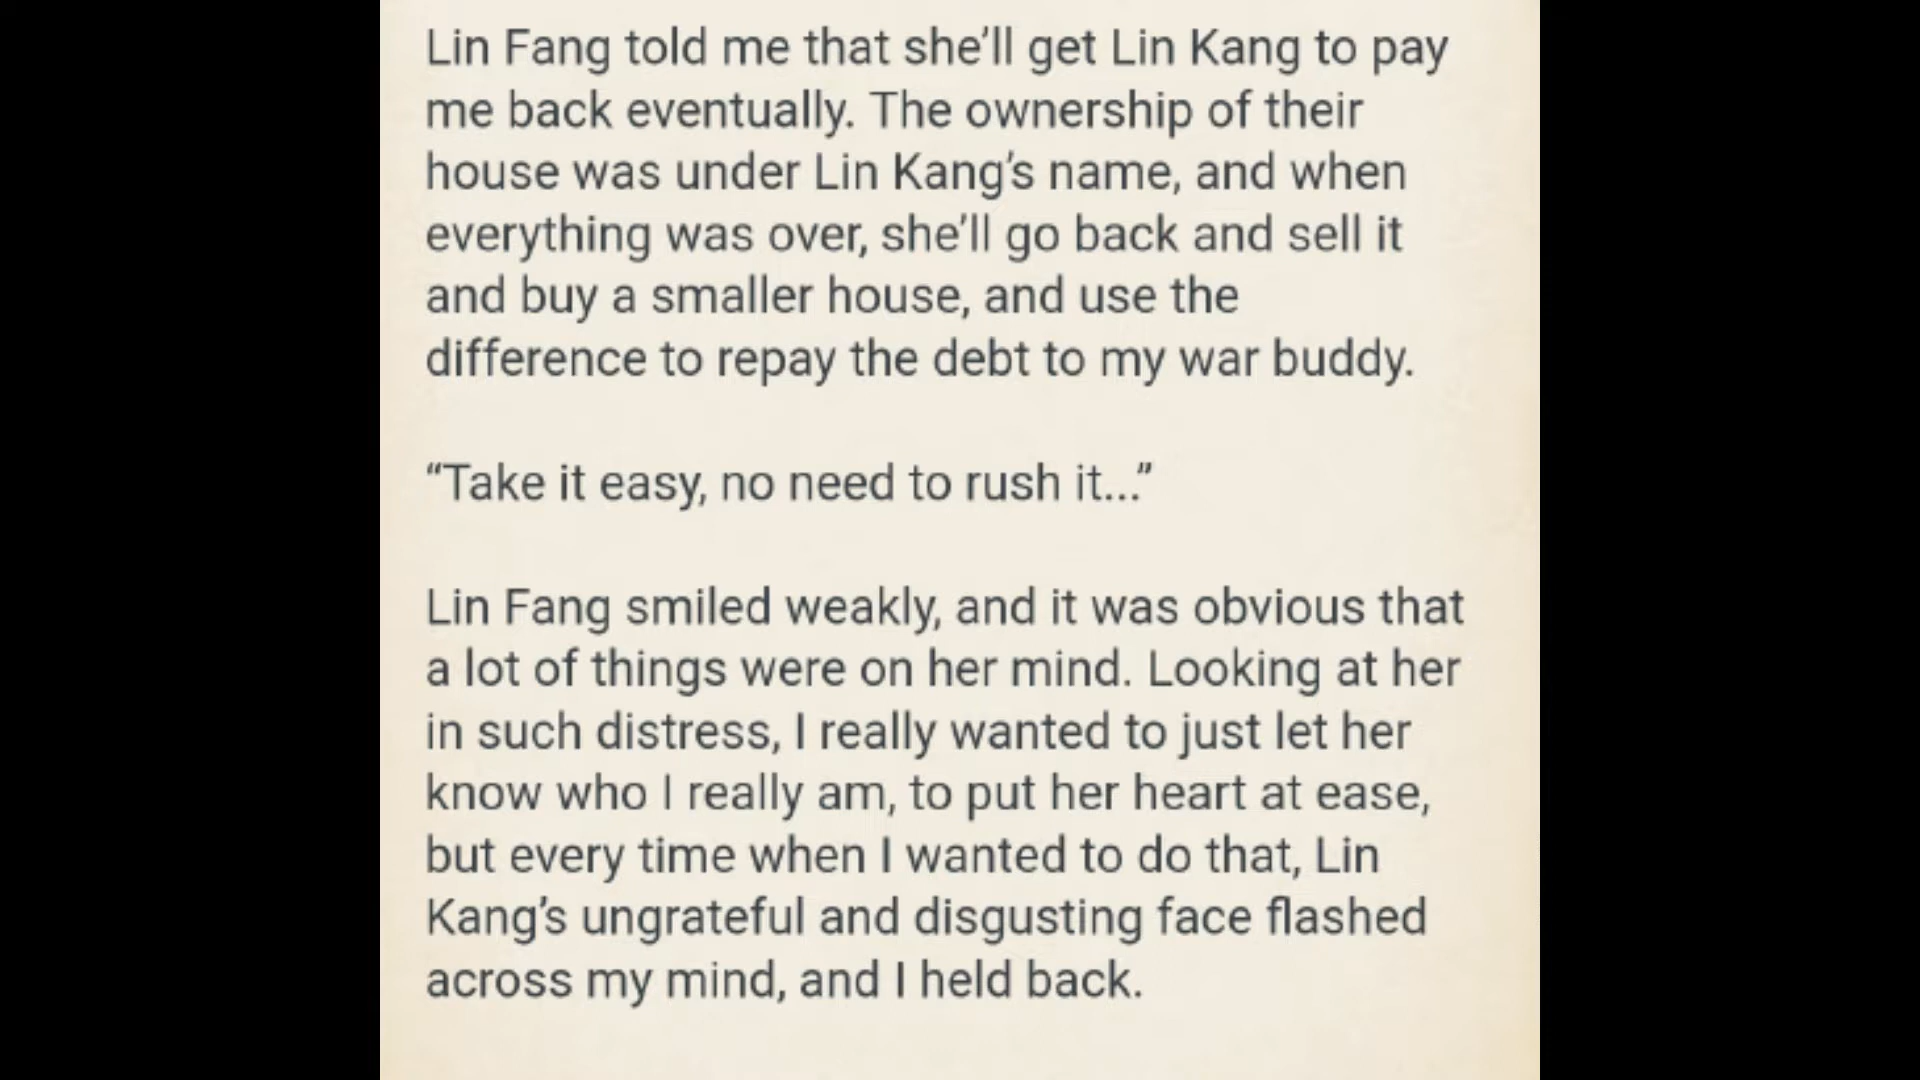 Lin Fang told me that she’ll get Lin Kang to pay
me back eventually. The ownership of their
house was under Lin Kang’s name, and when
everything was over, she’ll go back and sell it
and buy a smaller house, and use the
difference to repay the debt to my war buddy.
“Take it easy, no need to rush it...”
Lin Fang smiled weakly, and it was obvious that
a lot of things were on her mind. Looking at her
in such distress, I really wanted to just let her
know who I really am, to put her heart at ease,
but every time when I wanted to do that, Lin
Kang’s ungrateful and disgusting face flashed
across my mind, and I held back.